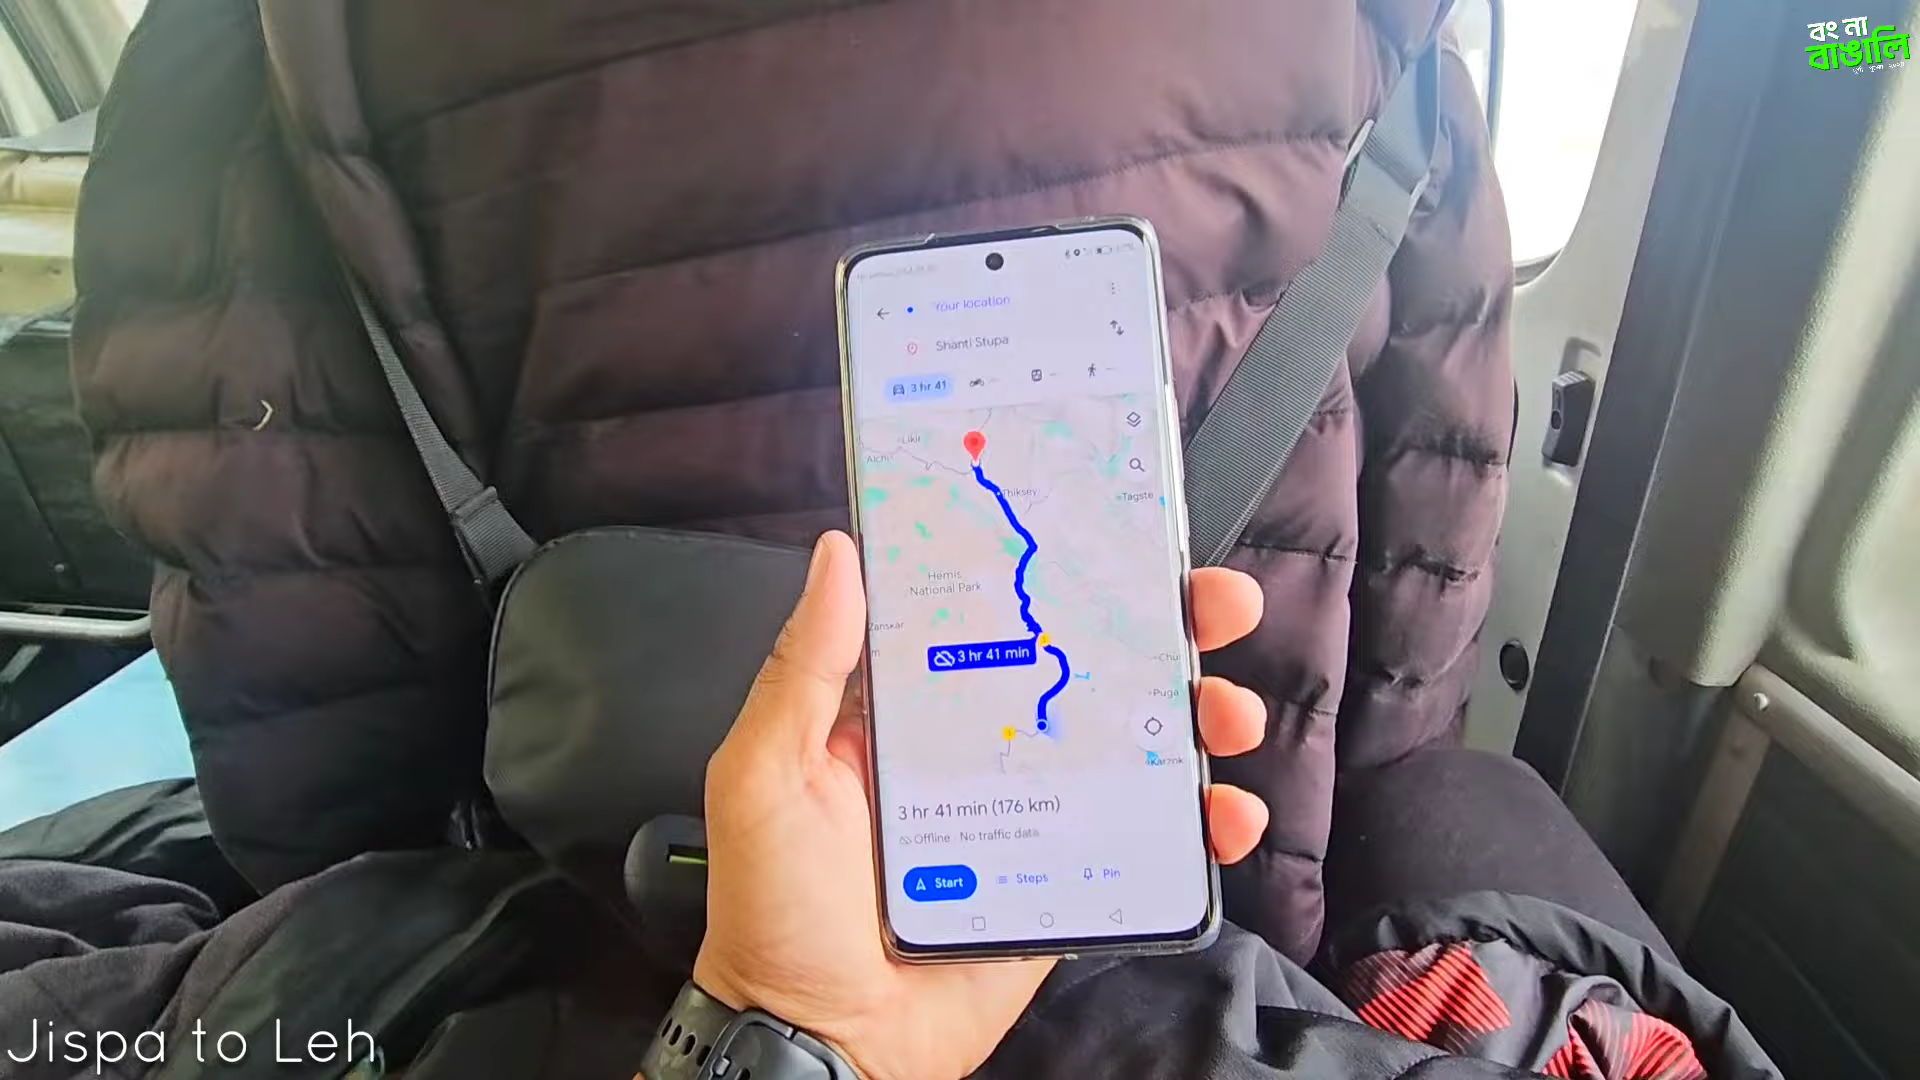 বং না
বাঙালি
Your location
Shanti Stupa
3 hr 41
Likir
Alchi
Thiksey
Tagste
Hemis
National Park
Zanskar
3 hr 41 min
Chu
Puga
Karzok
3 hr 41 min (176 km)
Offline · No traffic data
Start
Steps
Pin
Jispa to Leh